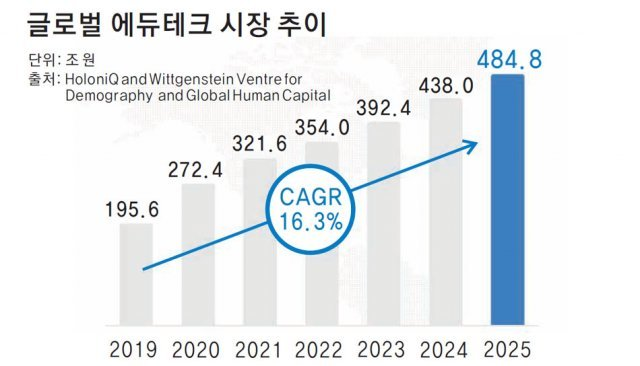 글로벌 에듀테크 시장 추이
단위: 조 원
출처: HoloniQ and Wittgenstein Ventre for
Demography and Global Human Capital
195.6
272.4
321.6
354.0
392.4
438.0
484.8
CAGR
16.3%
2019 2020 2021 2022 2023 2024 2025